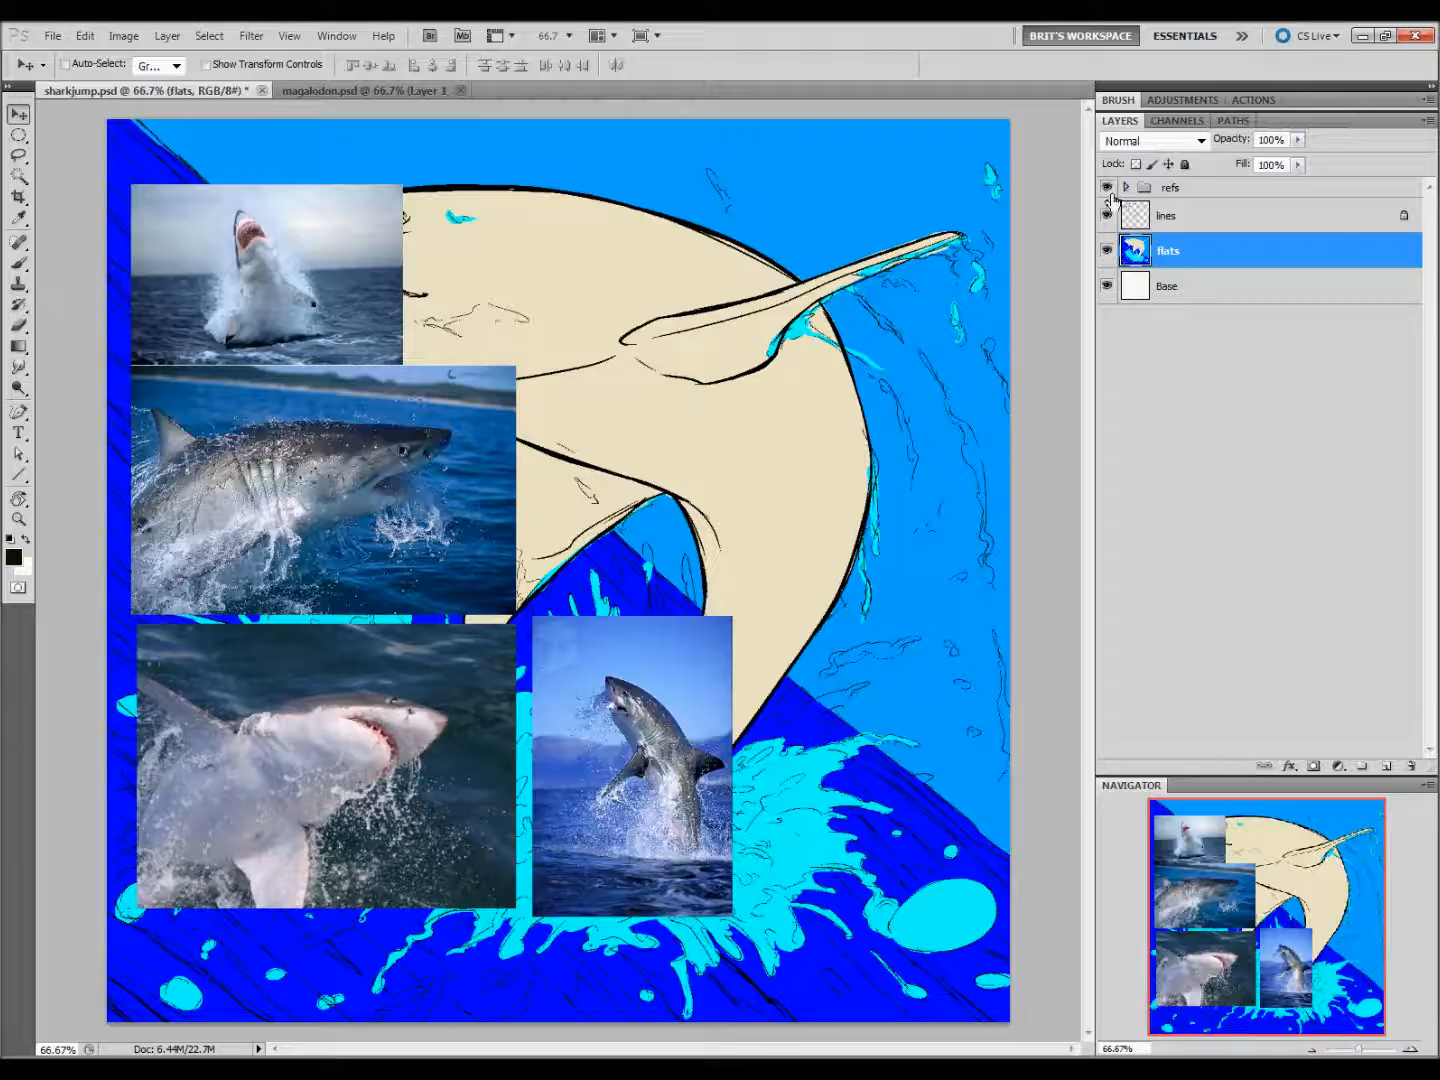 Ps File Edit Image Layer Select Filter View Window Help Br Mb 66.7 BRIT'S WORKSPACE ESSENTIALS CS Live
Auto-Select: Gr... Show Transform Controls
sharkjump.psd @ 66.7% (flats, RGB/8#) * magalodon.psd @ 66.7% (Layer 1
BRUSH ADJUSTMENTS ACTIONS
LAYERS CHANNELS PATHS
Normal Opacity: 100%
Lock: Fill: 100%
refs
lines
flats
Base
NAVIGATOR
66.67% Doc: 6.44M/22.7M
66.67%